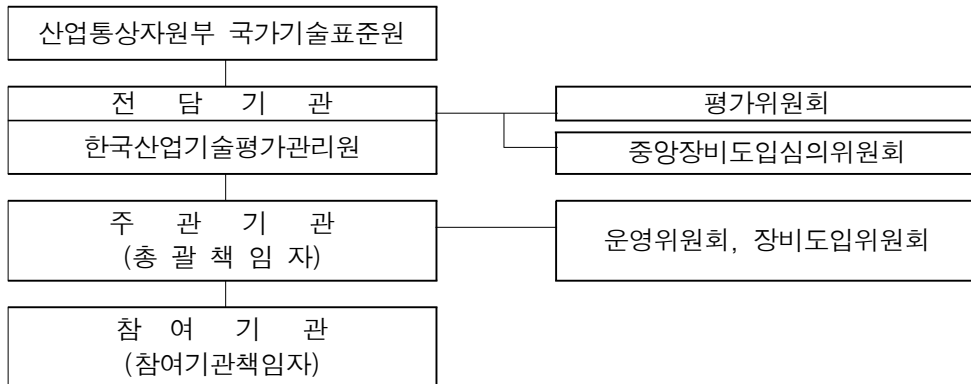 산업통상자원부 국가기술표준원
전 담 기 관
평가위원회
한국산업기술평가관리원
중앙장비도입심의위원회
주 관 기 관
(총 괄 책 임 자)
운영위원회, 장비도입위원회
참 여 기 관
(참여기관책임자)